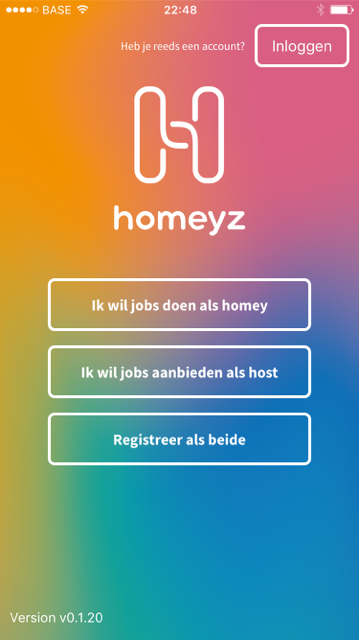 BASE 22:48
Heb je reeds een account? Inloggen
homeyz
Ik wil jobs doen als homey
Ik wil jobs aanbieden als host
Registreer als beide
Version v0.1.20